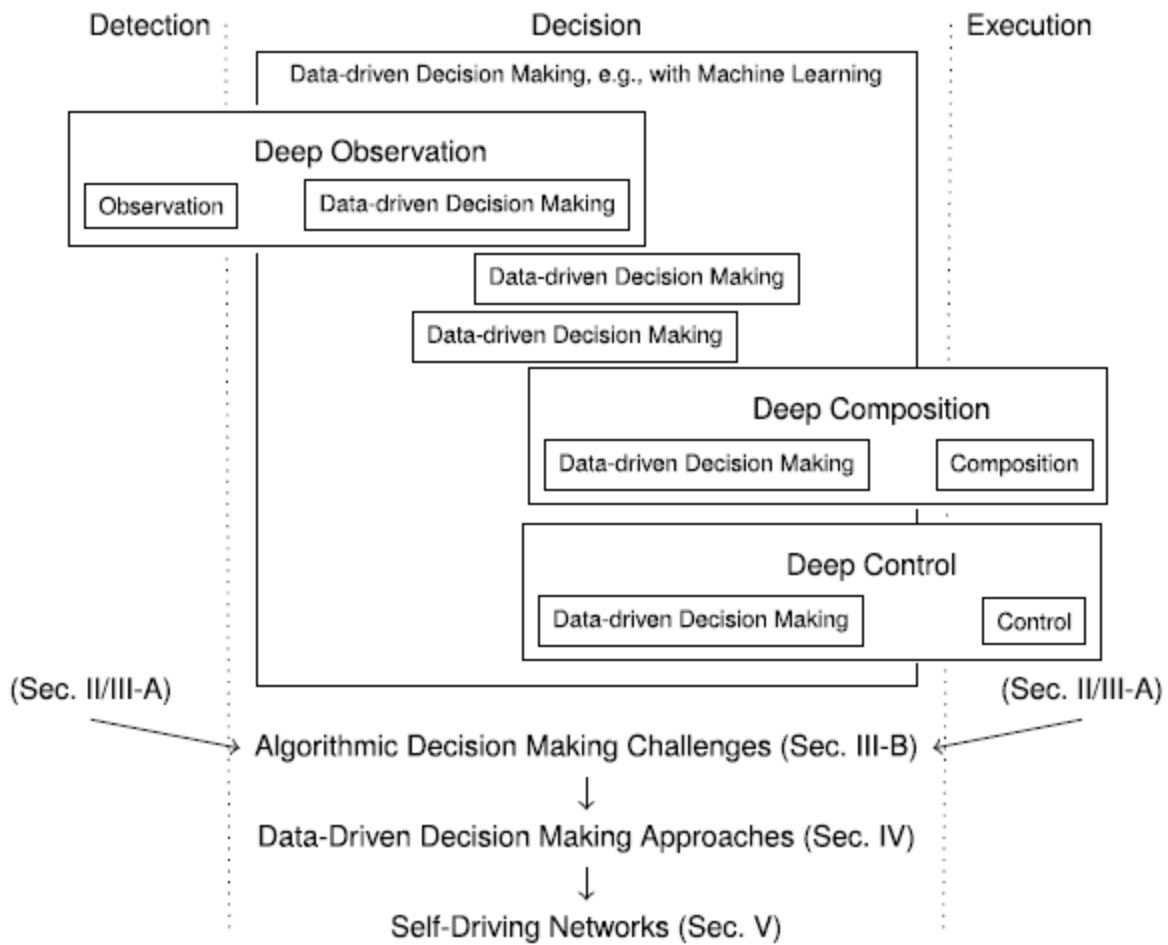 Detection
Decision
Execution
Data-driven Decision Making, e.g., with Machine Learning
Deep Observation
Observation
Data-driven Decision Making
Data-driven Decision Making
Data-driven Decision Making
Deep Composition
Data-driven Decision Making
Composition
Deep Control
Data-driven Decision Making
Control
(Sec. II/III-A)
(Sec. II/III-A)
Algorithmic Decision Making Challenges (Sec. III-B)
Data-Driven Decision Making Approaches (Sec. IV)
Self-Driving Networks (Sec. V)